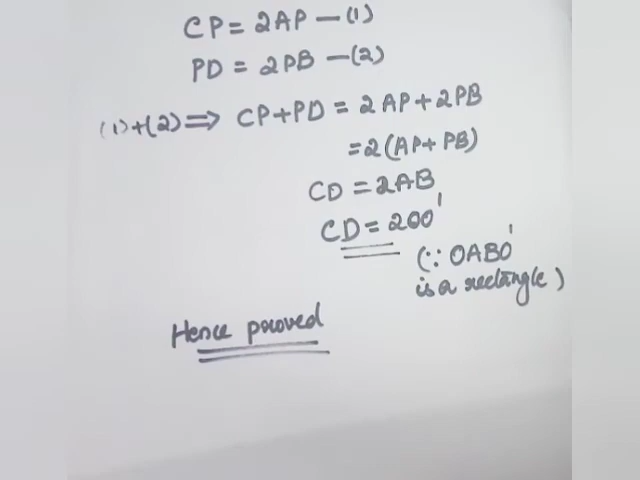 CP = 2AP —(1)
PD = 2PB —(2)
(1)+(2) ⇒ CP+PD = 2AP+2PB
= 2(AP+PB)
CD = 2AB
CD = 2OO'
(∵ OABO'
is a rectangle)
Hence proved